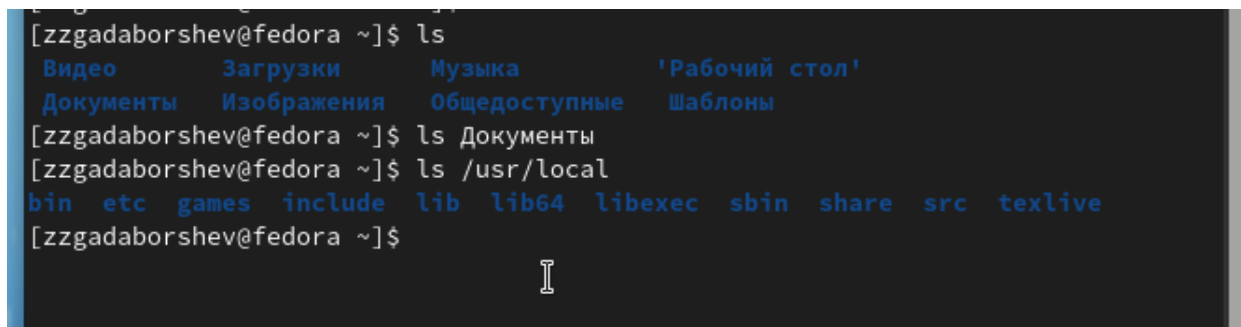 [zzgadaborshev@fedora ~]$ ls
Видео Загрузки Музыка 'Рабочий стол'
Документы Изображения Общедоступные Шаблоны
[zzgadaborshev@fedora ~]$ ls Документы
[zzgadaborshev@fedora ~]$ ls /usr/local
bin etc games include lib lib64 libexec sbin share src texlive
[zzgadaborshev@fedora ~]$